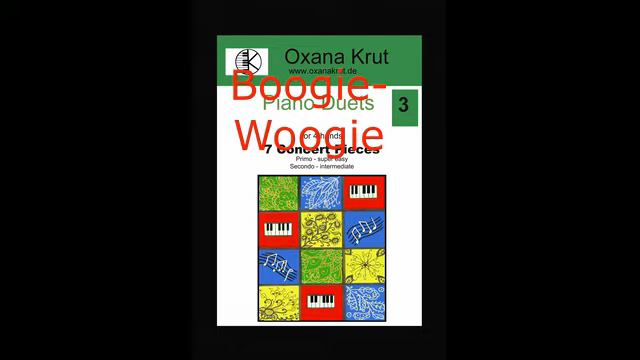 Oxana Krut
www.oxanakrut.de
Boogie-
Piano Duets
3
Woogie
for 4 hands
7 Concert Pieces
Primo - super easy
Secondo - intermediate